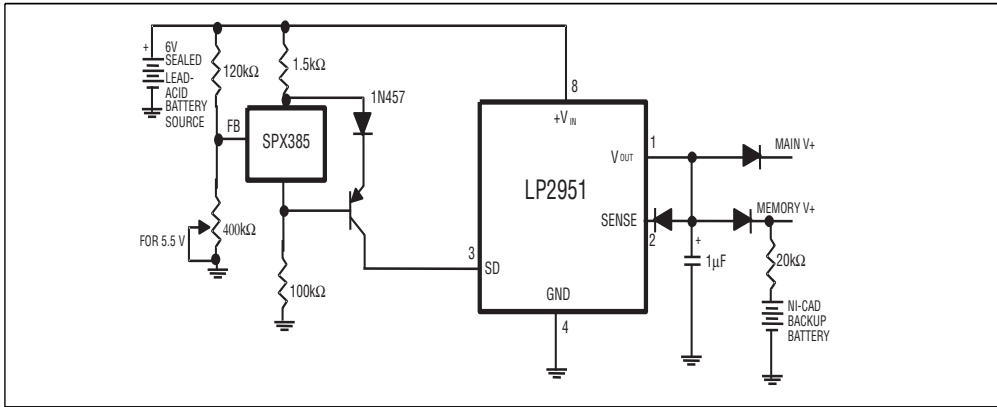 +
6V
SEALED
LEAD-
ACID
BATTERY
SOURCE
120kΩ
1.5kΩ
1N457
FB
SPX385
FOR 5.5 V
400kΩ
100kΩ
8
+VIN
1
VOUT
LP2951
SENSE
2
3
SD
GND
4
MAIN V+
MEMORY V+
+
1μF
20kΩ
NI-CAD
BACKUP
BATTERY